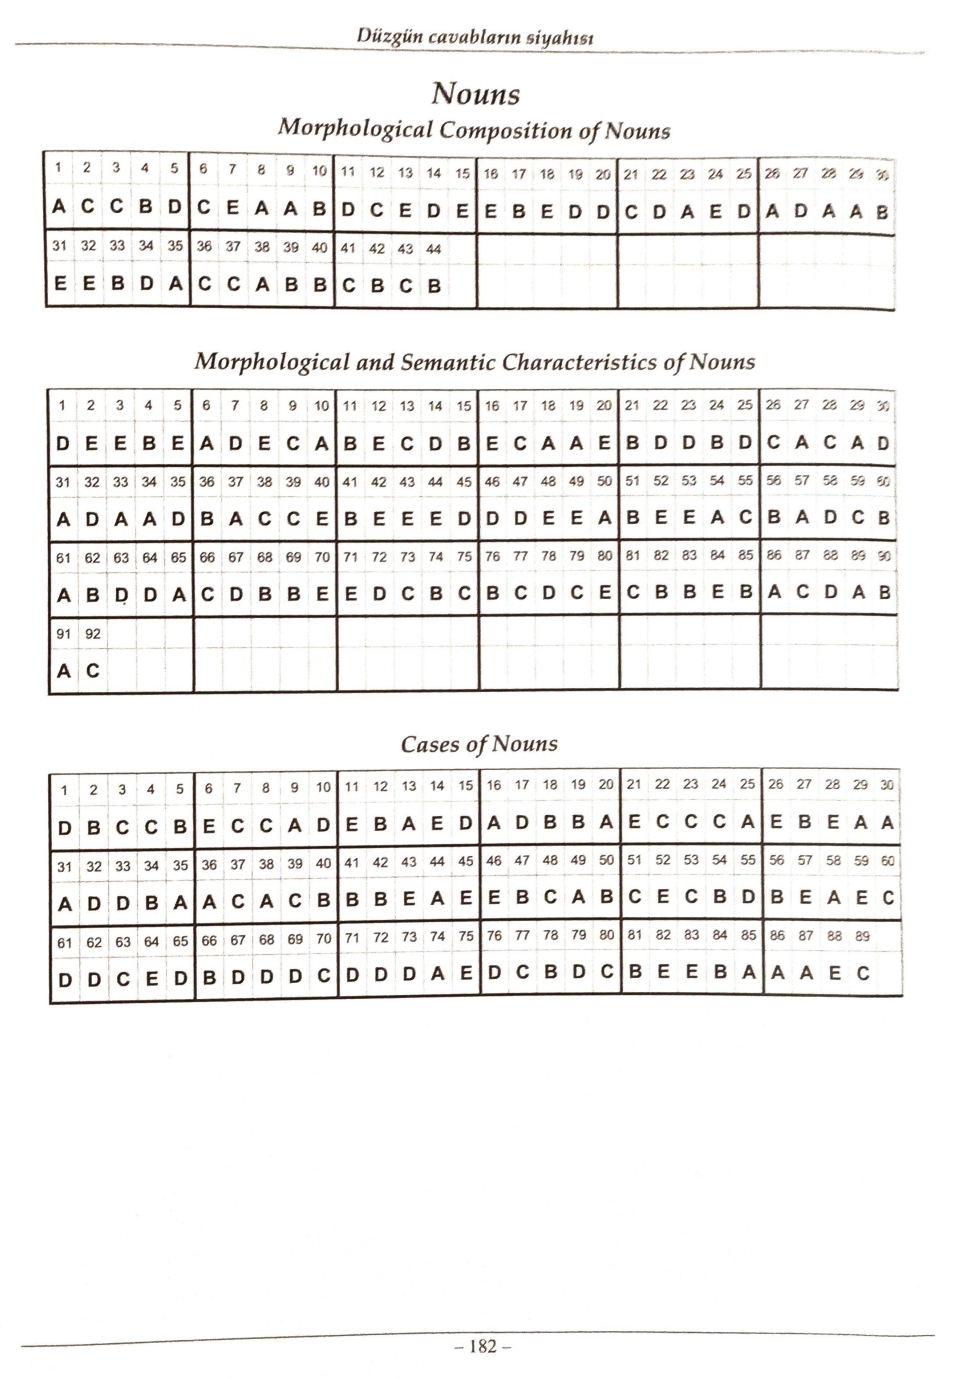 Düzgün cavabların siyahısı
Nouns
Morphological Composition of Nouns
1 2 3 4 5 6 7 8 9 10 11 12 13 14 15 16 17 18 19 20 21 22 23 24 25 26 27 28 29 30
A C C B D C E A A B D C E D E E B E D D C D A E D A D A A B
31 32 33 34 35 36 37 38 39 40 41 42 43 44
E E B D A C C A B B C B C B
Morphological and Semantic Characteristics of Nouns
1 2 3 4 5 6 7 8 9 10 11 12 13 14 15 16 17 18 19 20 21 22 23 24 25 26 27 28 29 30
D E E B E A D E C A B E C D B E C A A E B D D B D C A C A D
31 32 33 34 35 36 37 38 39 40 41 42 43 44 45 46 47 48 49 50 51 52 53 54 55 56 57 58 59 60
A D A A D B A C C E B E E E D D D E E A B E E A C B A D C B
61 62 63 64 65 66 67 68 69 70 71 72 73 74 75 76 77 78 79 80 81 82 83 84 85 86 87 88 89 90
A B D D A C D B B E E D C B C B C D C E C B B E B A C D A B
91 92
A C
Cases of Nouns
1 2 3 4 5 6 7 8 9 10 11 12 13 14 15 16 17 18 19 20 21 22 23 24 25 26 27 28 29 30
D B C C B E C C A D E B A E D A D B B A E C C C A E B E A A
31 32 33 34 35 36 37 38 39 40 41 42 43 44 45 46 47 48 49 50 51 52 53 54 55 56 57 58 59 60
A D D B A A C A C B B B E A E E B C A B C E C B D B E A E C
61 62 63 64 65 66 67 68 69 70 71 72 73 74 75 76 77 78 79 80 81 82 83 84 85 86 87 88 89
D D C E D B D D D C D D D A E D C B D C B E E B A A A E C
– 182 –